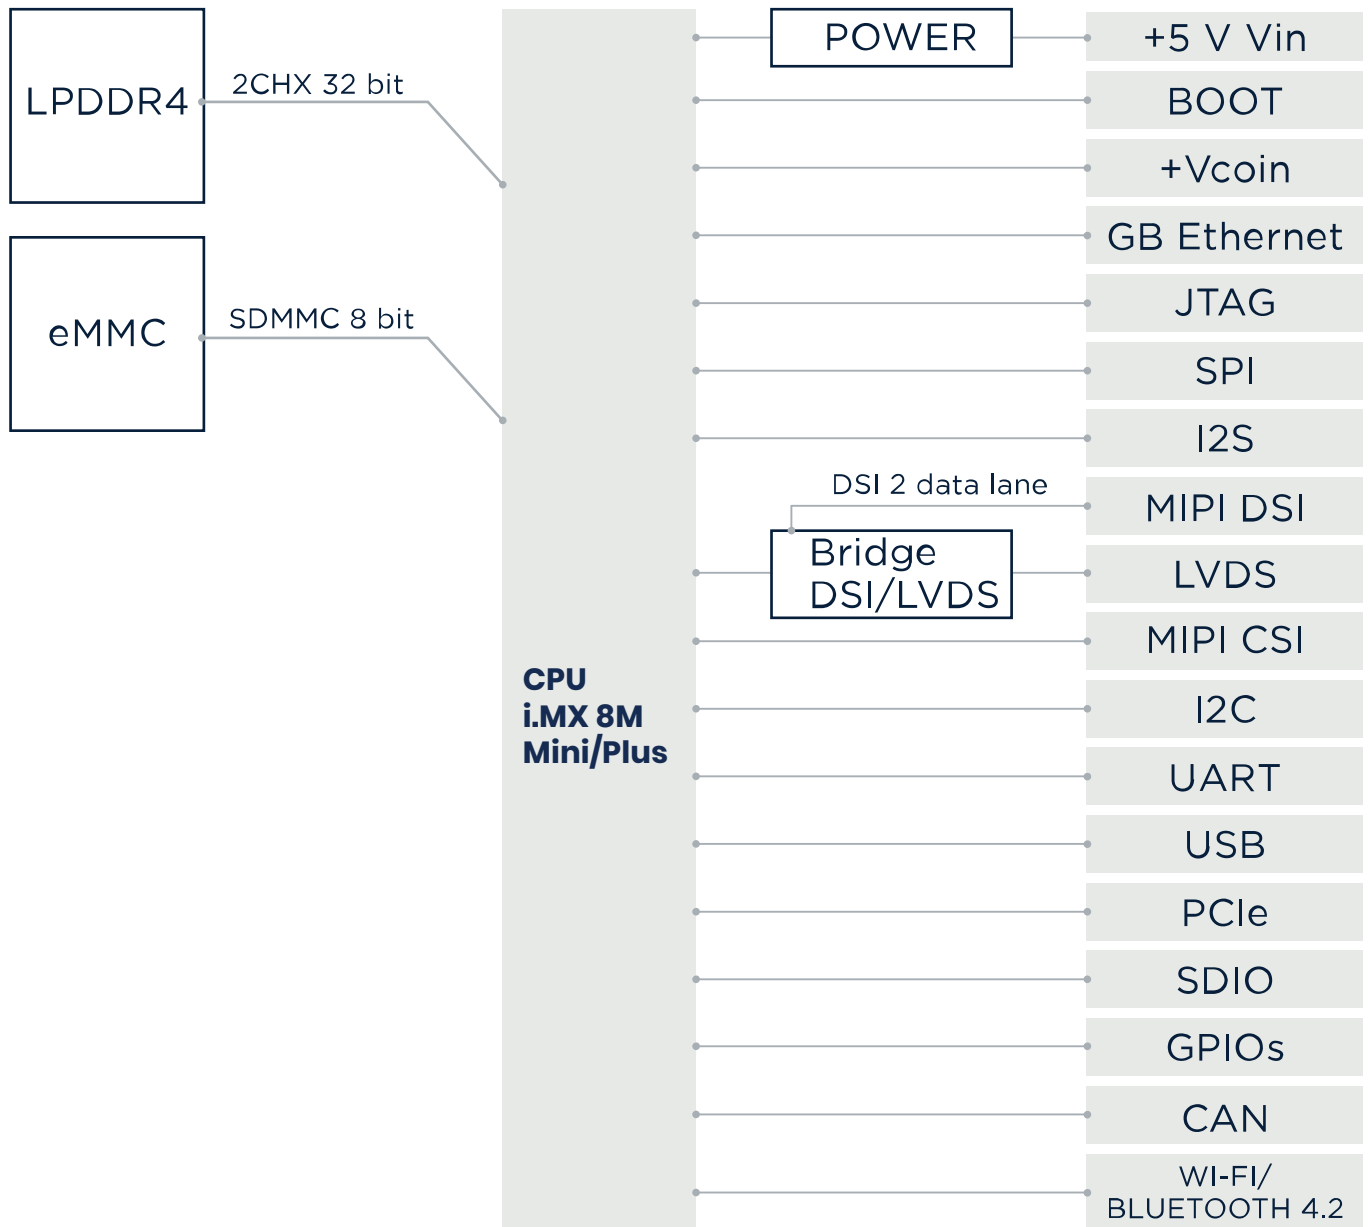 LPDDR4
2CHX 32 bit
eMMC
SDMMC 8 bit
CPU
i.MX 8M
Mini/Plus
POWER
+5 V Vin
BOOT
+Vcoin
GB Ethernet
JTAG
SPI
I2S
DSI 2 data lane
MIPI DSI
Bridge
DSI/LVDS
LVDS
MIPI CSI
I2C
UART
USB
PCIe
SDIO
GPIOs
CAN
WI-FI/
BLUETOOTH 4.2